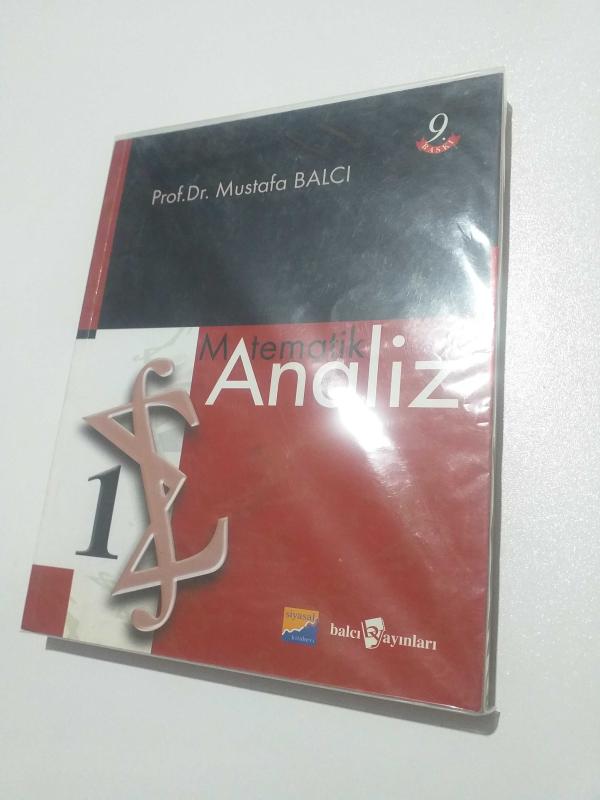 9.
BASKI
Prof.Dr. Mustafa BALCI
Matematik
Analiz
1
siyasal
kitabevi
balcı yayınları